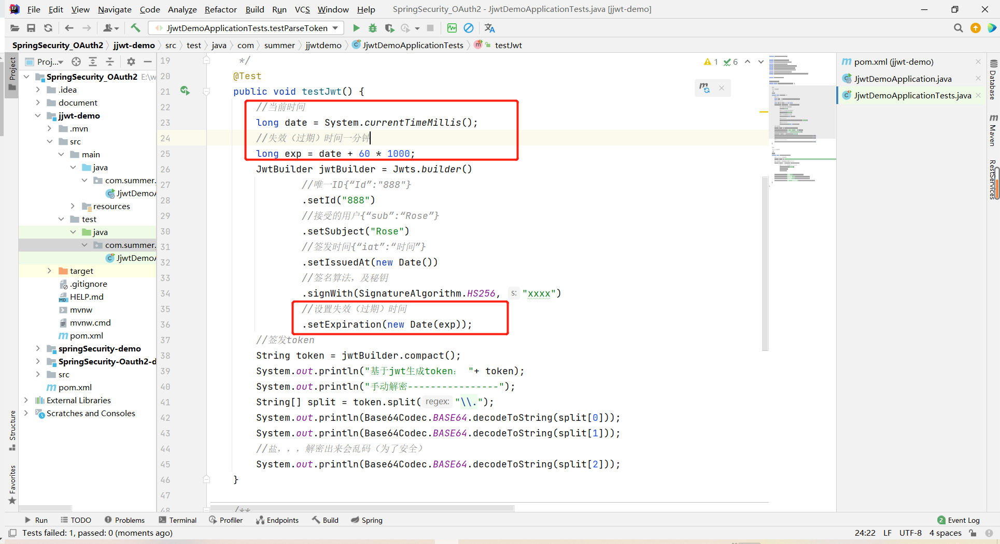 File Edit View Navigate Code Analyze Refactor Build Run VCS Window Help SpringSecurity_OAuth2 - JjwtDemoApplicationTests.java [jjwt-demo]
JjwtDemoApplicationTests.testParseToken
SpringSecurity_OAuth2 jjwt-demo src test java com summer jjwtdemo JjwtDemoApplicationTests testJwt
Project
Proj...
SpringSecurity_OAuth2 E:\w
.idea
document
jjwt-demo
.mvn
src
main
java
com.summer.
JjwtDemoA
resources
test
java
com.summer.
JjwtDemoA
target
.gitignore
HELP.md
mvnw
mvnw.cmd
pom.xml
springSecurity-demo
SpringSecurity-Oauth2-d
src
pom.xml
External Libraries
Scratches and Consoles
Structure
Favorites
1 6
19 */
20 @Test
21 public void testJwt() {
22 //当前时间
23 long date = System.currentTimeMillis();
24 //失效（过期）时间一分钟
25 long exp = date + 60 * 1000;
26 JwtBuilder jwtBuilder = Jwts.builder()
27 //唯一ID{“Id”:"888"}
28 .setId("888")
29 //接受的用户{“sub”:“Rose”}
30 .setSubject("Rose")
31 //签发时间{“iat”:“时间”}
32 .setIssuedAt(new Date())
33 //签名算法，及秘钥
34 .signWith(SignatureAlgorithm.HS256, s: "xxxx")
35 //设置失效（过期）时间
36 .setExpiration(new Date(exp));
37 //签发token
38 String token = jwtBuilder.compact();
39 System.out.println("基于jwt生成token： "+ token);
40 System.out.println("手动解密----------------");
41 String[] split = token.split( regex: "\\.");
42 System.out.println(Base64Codec.BASE64.decodeToString(split[0]));
43 System.out.println(Base64Codec.BASE64.decodeToString(split[1]));
44 //盐，，，解密出来会乱码（为了安全）
45 System.out.println(Base64Codec.BASE64.decodeToString(split[2]));
46 }
47
48 /**
pom.xml (jjwt-demo)
JjwtDemoApplication.java
JjwtDemoApplicationTests.java
Database
Maven
RestServices
Run TODO Problems Terminal Profiler Endpoints Build Spring 2 Event Log
Tests failed: 1, passed: 0 (moments ago) 24:22 LF UTF-8 4 spaces